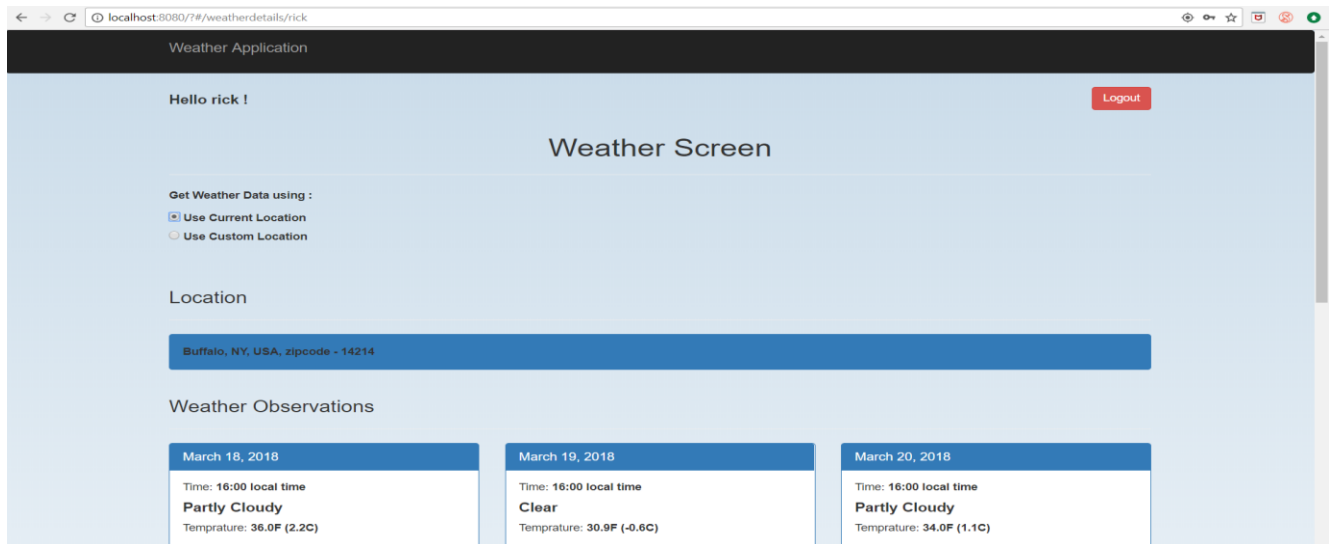 localhost:8080/?#/weatherdetails/rick
Weather Application
Hello rick !
Logout
Weather Screen
Get Weather Data using :
Use Current Location
Use Custom Location
Location
Buffalo, NY, USA, zipcode - 14214
Weather Observations
March 18, 2018
Time: 16:00 local time
Partly Cloudy
Temprature: 36.0F (2.2C)
March 19, 2018
Time: 16:00 local time
Clear
Temprature: 30.9F (-0.6C)
March 20, 2018
Time: 16:00 local time
Partly Cloudy
Temprature: 34.0F (1.1C)